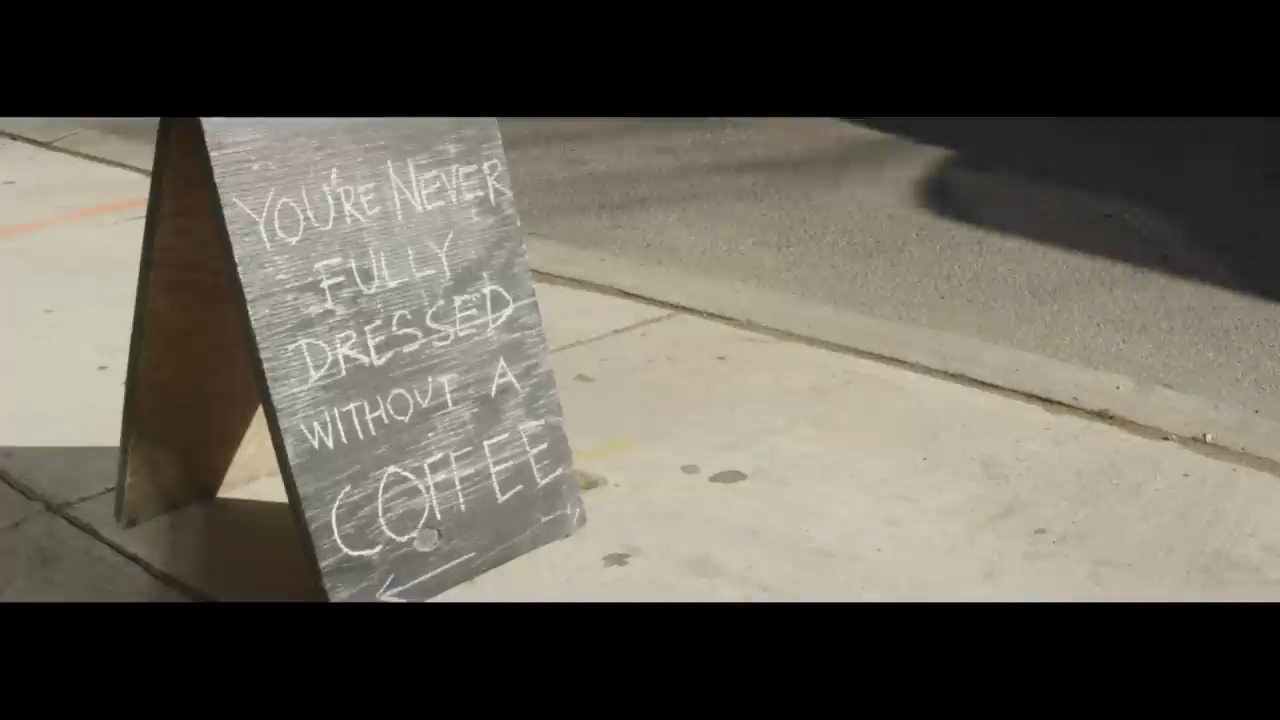 YOU'RE NEVER
FULLY
DRESSED
WITHOUT A
COFFEE